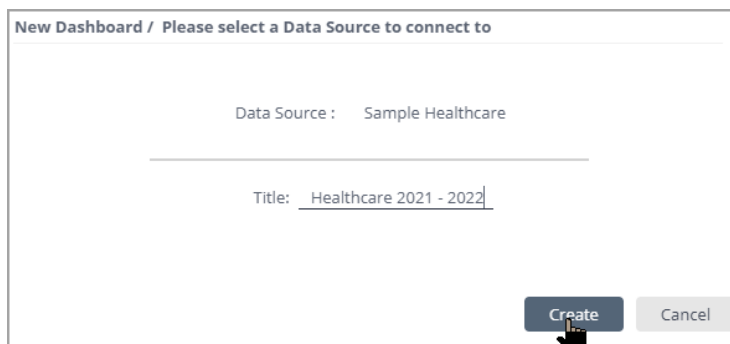 New Dashboard / Please select a Data Source to connect to
Data Source : Sample Healthcare
Title: Healthcare 2021 - 2022
Create Cancel